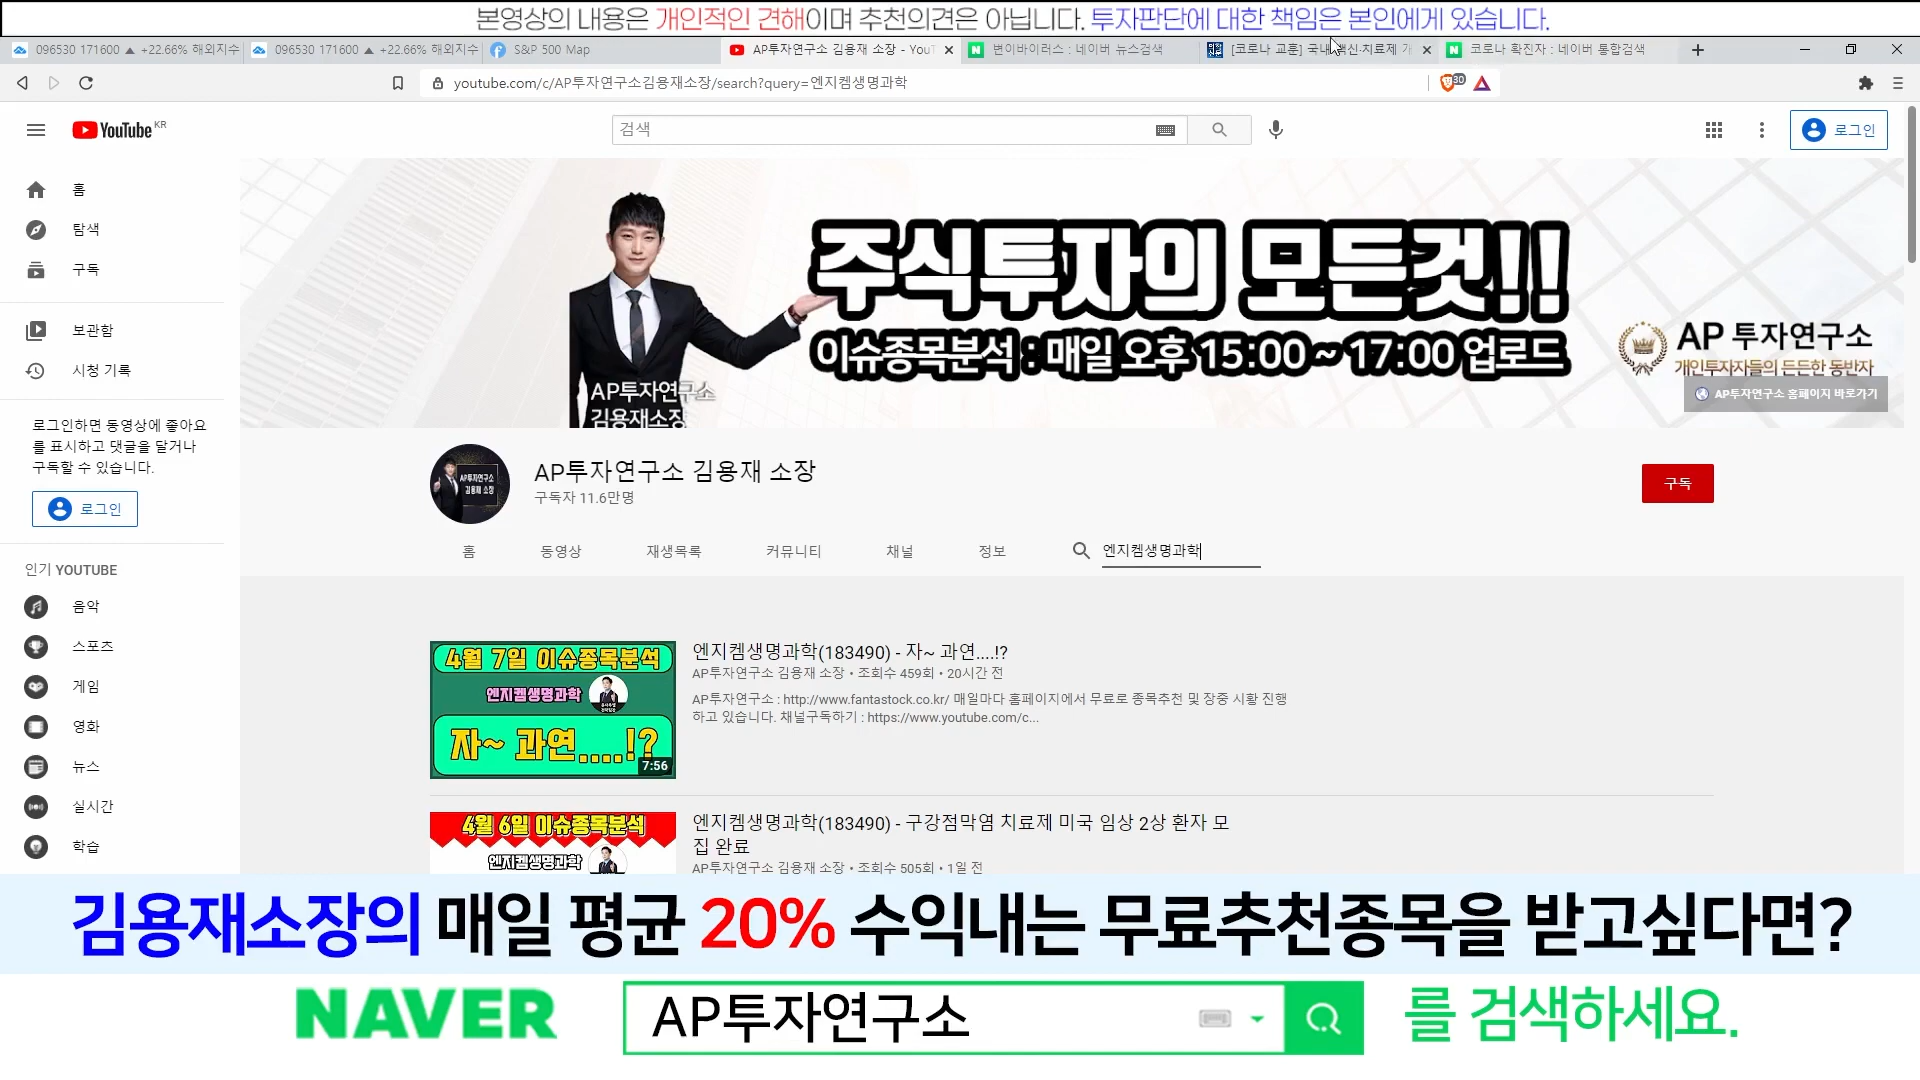 본영상의 내용은 개인적인 견해이며 추천의견은 아닙니다. 투자판단에 대한 책임은 본인에게 있습니다.
096530 171600 ▲ +22.66% 해외지수
096530 171600 ▲ +22.66% 해외지수
S&P 500 Map
AP투자연구소 김용재 소장 - YouT
변이바이러스 : 네이버 뉴스검색
[코로나 교훈] 국내 백신·치료제 개
코로나 확진자 : 네이버 통합검색
youtube.com/c/AP투자연구소김용재소장/search?query=엔지켐생명과학
30
YouTube KR
검색
로그인
홈
탐색
구독
보관함
시청 기록
로그인하면 동영상에 좋아요
를 표시하고 댓글을 달거나
구독할 수 있습니다.
로그인
인기 YOUTUBE
음악
스포츠
게임
영화
뉴스
실시간
학습
주식투자의 모든것!!
이슈종목분석 : 매일 오후 15:00 ~ 17:00 업로드
AP투자연구소
김용재소장
AP 투자연구소
개인투자자들의 든든한 동반자
AP투자연구소 홈페이지 바로가기
AP투자연구소
김용재 소장
AP투자연구소 김용재 소장
구독자 11.6만명
구독
홈
동영상
재생목록
커뮤니티
채널
정보
엔지켐생명과학
4월 7일 이슈종목분석
엔지켐생명과학
자~ 과연....!?
7:56
엔지켐생명과학(183490) - 자~ 과연....!?
AP투자연구소 김용재 소장 • 조회수 459회 • 20시간 전
AP투자연구소 : http://www.fantastock.co.kr/ 매일마다 홈페이지에서 무료로 종목추천 및 장중 시황 진행
하고 있습니다. 채널구독하기 : https://www.youtube.com/c...
4월 6일 이슈종목분석
엔지켐생명과학
엔지켐생명과학(183490) - 구강점막염 치료제 미국 임상 2상 환자 모
집 완료
AP투자연구소 김용재 소장 • 조회수 505회 • 1일 전
김용재소장의 매일 평균 20% 수익내는 무료추천종목을 받고싶다면?
NAVER
AP투자연구소
를 검색하세요.